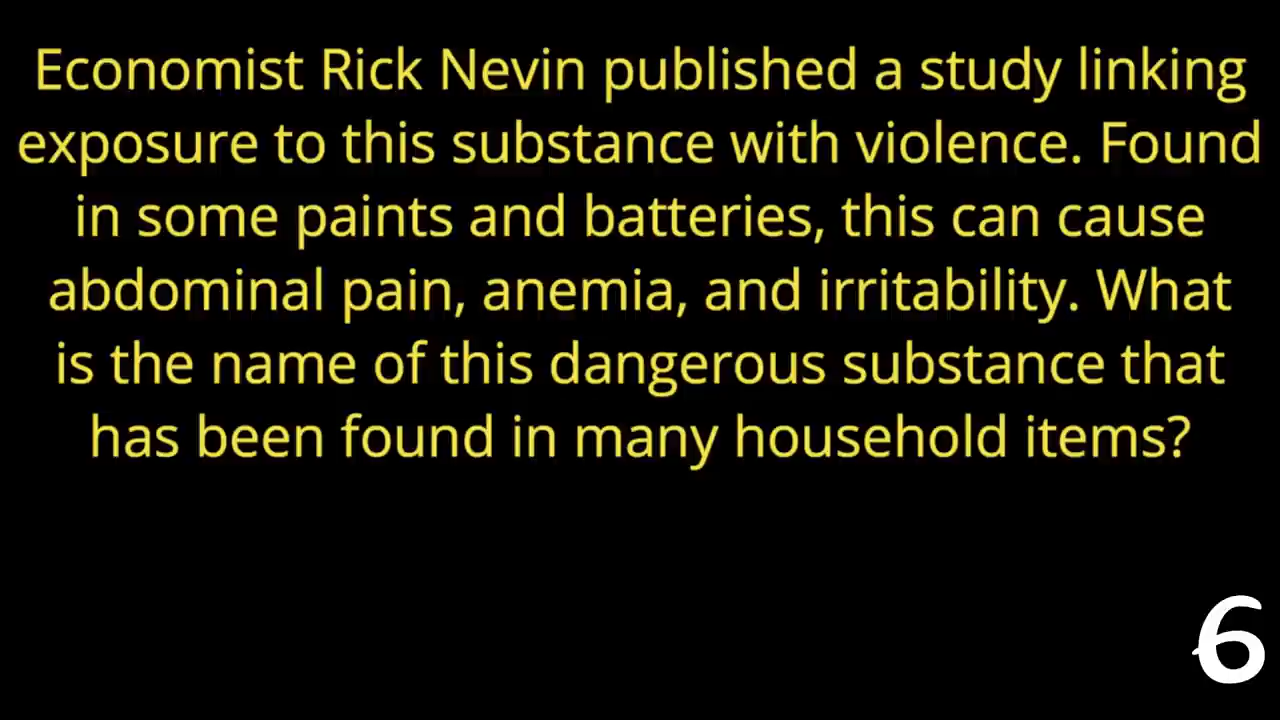 Economist Rick Nevin published a study linking
exposure to this substance with violence. Found
in some paints and batteries, this can cause
abdominal pain, anemia, and irritability. What
is the name of this dangerous substance that
has been found in many household items?
6